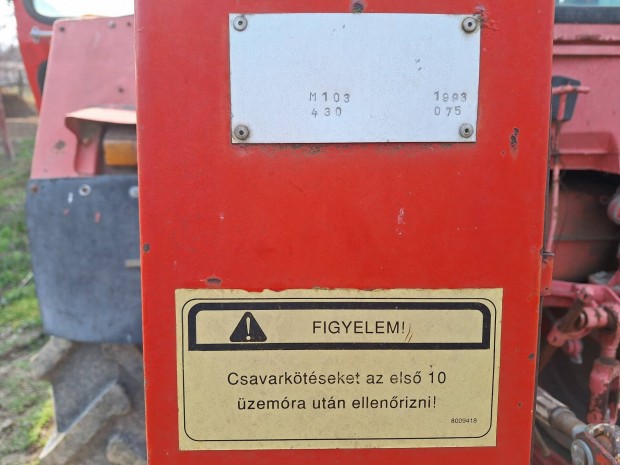 M103 1993
430 075
FIGYELEM!
Csavarkötéseket az első 10
üzemóra után ellenőrizni!
8009418